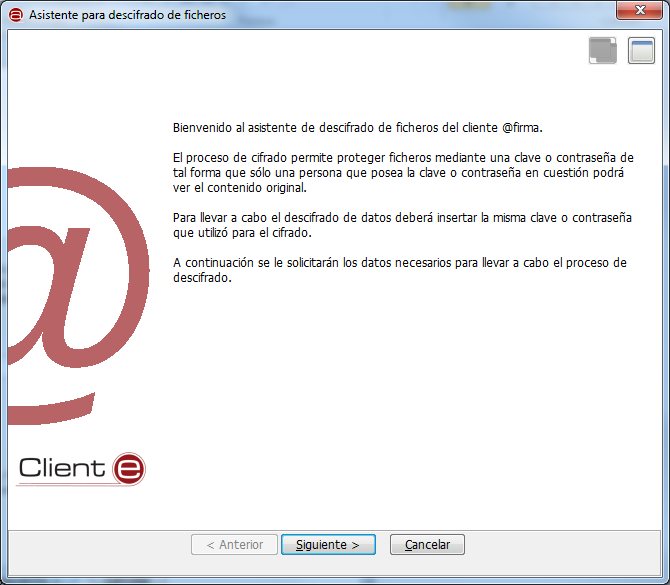 Asistente para descifrado de ficheros
Bienvenido al asistente de descifrado de ficheros del cliente @firma.
El proceso de cifrado permite proteger ficheros mediante una clave o contraseña de
tal forma que sólo una persona que posea la clave o contraseña en cuestión podrá
ver el contenido original.
Para llevar a cabo el descifrado de datos deberá insertar la misma clave o contraseña
que utilizó para el cifrado.
A continuación se le solicitarán los datos necesarios para llevar a cabo el proceso de
descifrado.
@
Client e
< Anterior
Siguiente >
Cancelar